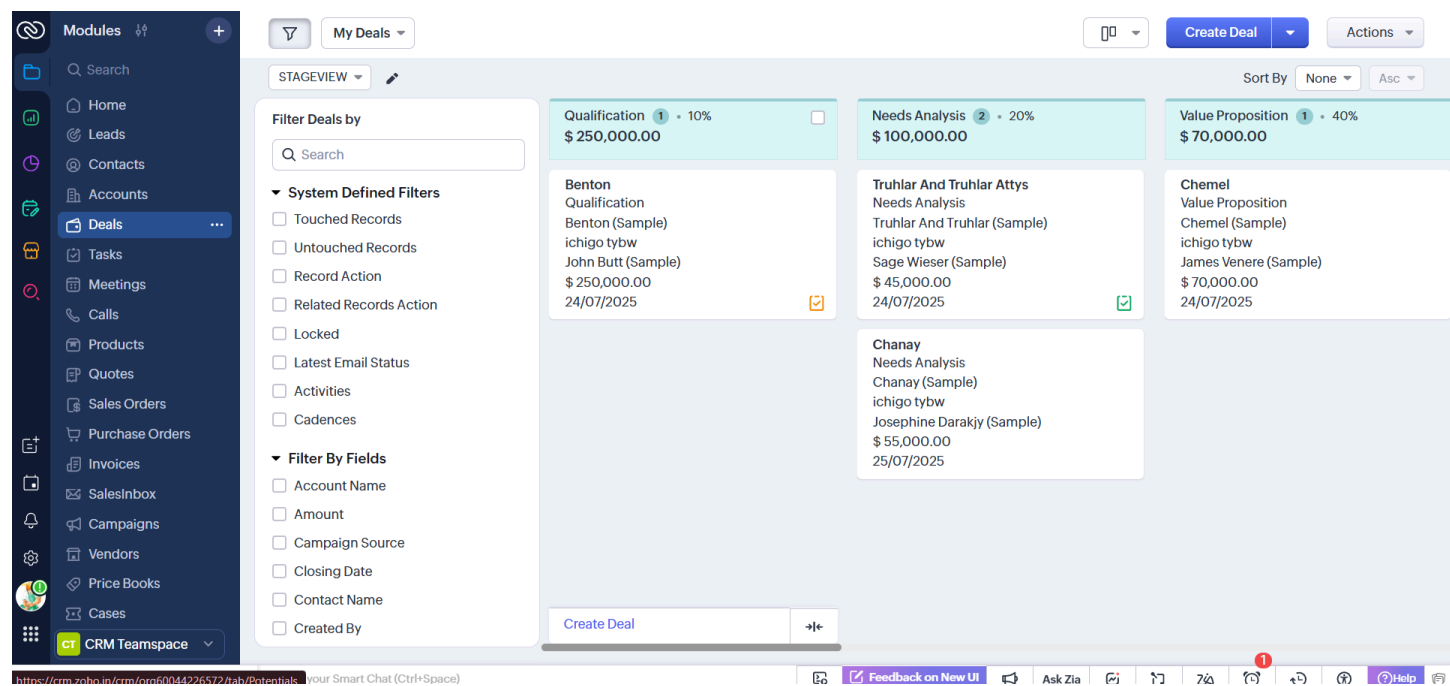 Modules
My Deals
Create Deal
Actions
Search
STAGEVIEW
Sort By
None
Asc
Home
Leads
Contacts
Accounts
Deals
Tasks
Meetings
Calls
Products
Quotes
Sales Orders
Purchase Orders
Invoices
SalesInbox
Campaigns
Vendors
Price Books
Cases
CT CRM Teamspace
Filter Deals by
Search
System Defined Filters
Touched Records
Untouched Records
Record Action
Related Records Action
Locked
Latest Email Status
Activities
Cadences
Filter By Fields
Account Name
Amount
Campaign Source
Closing Date
Contact Name
Created By
Qualification 1 • 10%
$ 250,000.00
Benton
Qualification
Benton (Sample)
ichigo tybw
John Butt (Sample)
$ 250,000.00
24/07/2025
Create Deal
Needs Analysis 2 • 20%
$ 100,000.00
Truhlar And Truhlar Attys
Needs Analysis
Truhlar And Truhlar (Sample)
ichigo tybw
Sage Wieser (Sample)
$ 45,000.00
24/07/2025
Chanay
Needs Analysis
Chanay (Sample)
ichigo tybw
Josephine Darakjy (Sample)
$ 55,000.00
25/07/2025
Value Proposition 1 • 40%
$ 70,000.00
Chemel
Value Proposition
Chemel (Sample)
ichigo tybw
James Venere (Sample)
$ 70,000.00
24/07/2025
https://crm.zoho.in/crm/org60044226572/tab/Potentials
your Smart Chat (Ctrl+Space)
Feedback on New UI
Ask Zia
1
Help